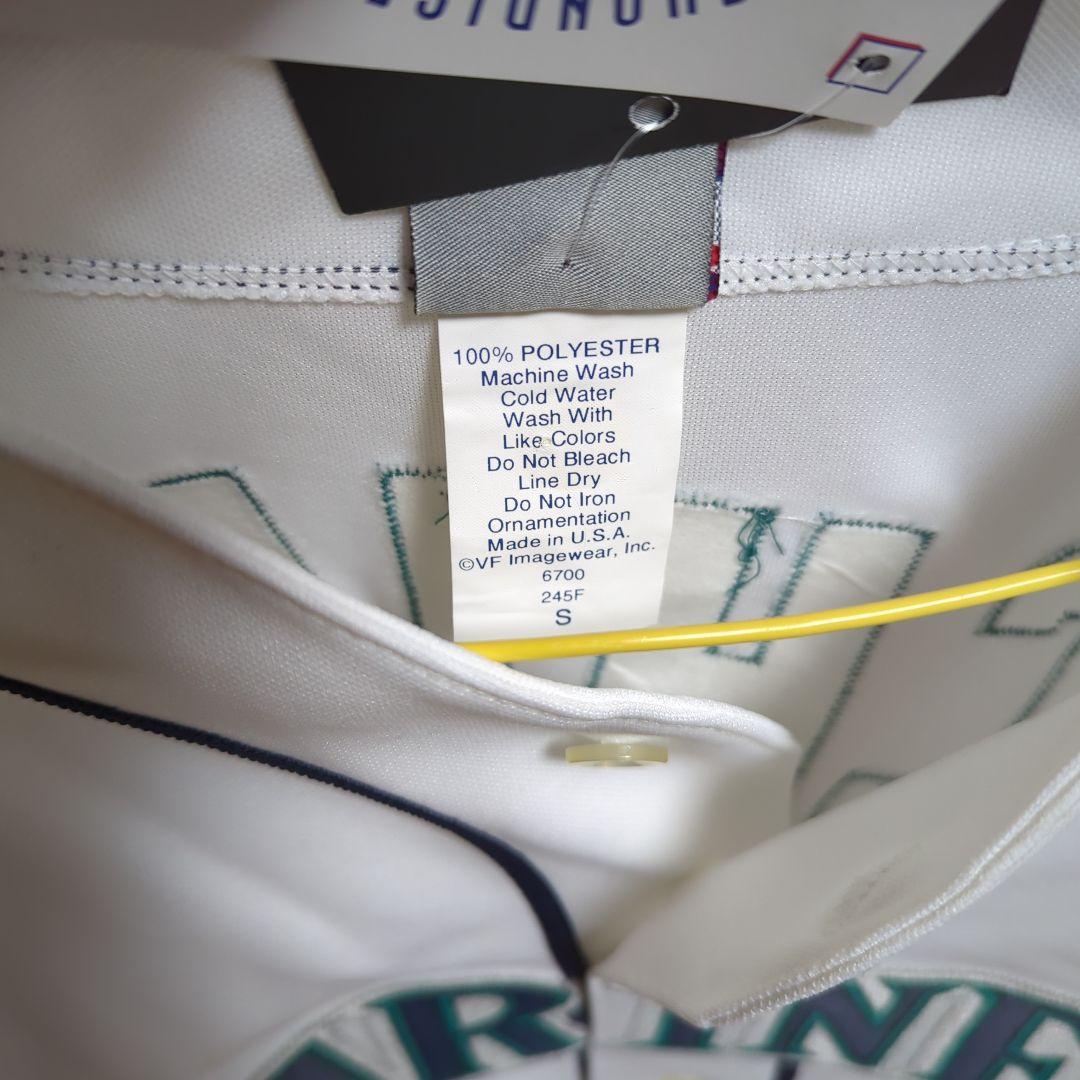 100% POLYESTER
Machine Wash
Cold Water
Wash With
Like Colors
Do Not Bleach
Line Dry
Do Not Iron
Ornamentation
Made in U.S.A.
©VF Imagewear, Inc.
6700
245F
S
ARINE